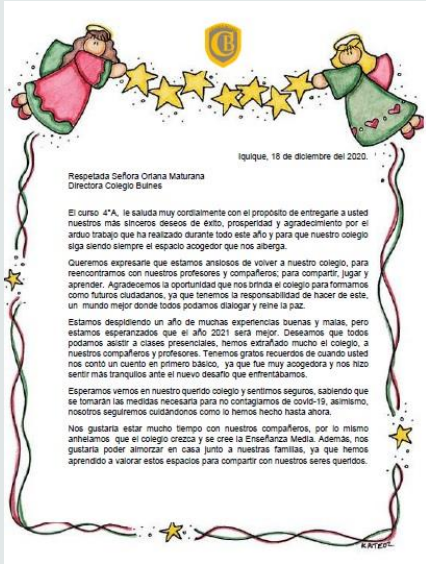 CB
Iquique, 18 de diciembre del 2020.
Respetada Señora Oriana Maturana
Directora Colegio Bulnes
El curso 4°A, le saluda muy cordialmente con el propósito de entregarle a usted
nuestros más sinceros deseos de éxito, prosperidad y agradecimiento por el
arduo trabajo que ha realizado durante todo este año y para que nuestro colegio
siga siendo siempre el espacio acogedor que nos alberga.
Queremos expresarle que estamos ansiosos de volver a nuestro colegio, para
reencontrarnos con nuestros profesores y compañeros; para compartir, jugar y
aprender. Agradecemos la oportunidad que nos brinda el colegio para formarnos
como futuros ciudadanos, ya que tenemos la responsabilidad de hacer de este,
un mundo mejor donde todos podamos dialogar y reine la paz.
Estamos despidiendo un año de muchas experiencias buenas y malas, pero
estamos esperanzados que el año 2021 será mejor. Deseamos que todos
podamos asistir a clases presenciales, hemos extrañado mucho el colegio, a
nuestros compañeros y profesores. Tenemos gratos recuerdos de cuando usted
nos contó un cuento en primero básico, ya que fue muy acogedora y nos hizo
sentir más tranquilos ante el nuevo desafío que enfrentábamos.
Esperamos vernos en nuestro querido colegio y sentirnos seguros, sabiendo que
se tomarán las medidas necesaria para no contagiarnos de covid-19, asimismo,
nosotros seguiremos cuidándonos como lo hemos hecho hasta ahora.
Nos gustaría estar mucho tiempo con nuestros compañeros, por lo mismo
anhelamos que el colegio crezca y se cree la Enseñanza Media. Además, nos
gustaría poder almorzar en casa junto a nuestras familias, ya que hemos
aprendido a valorar estos espacios para compartir con nuestros seres queridos.